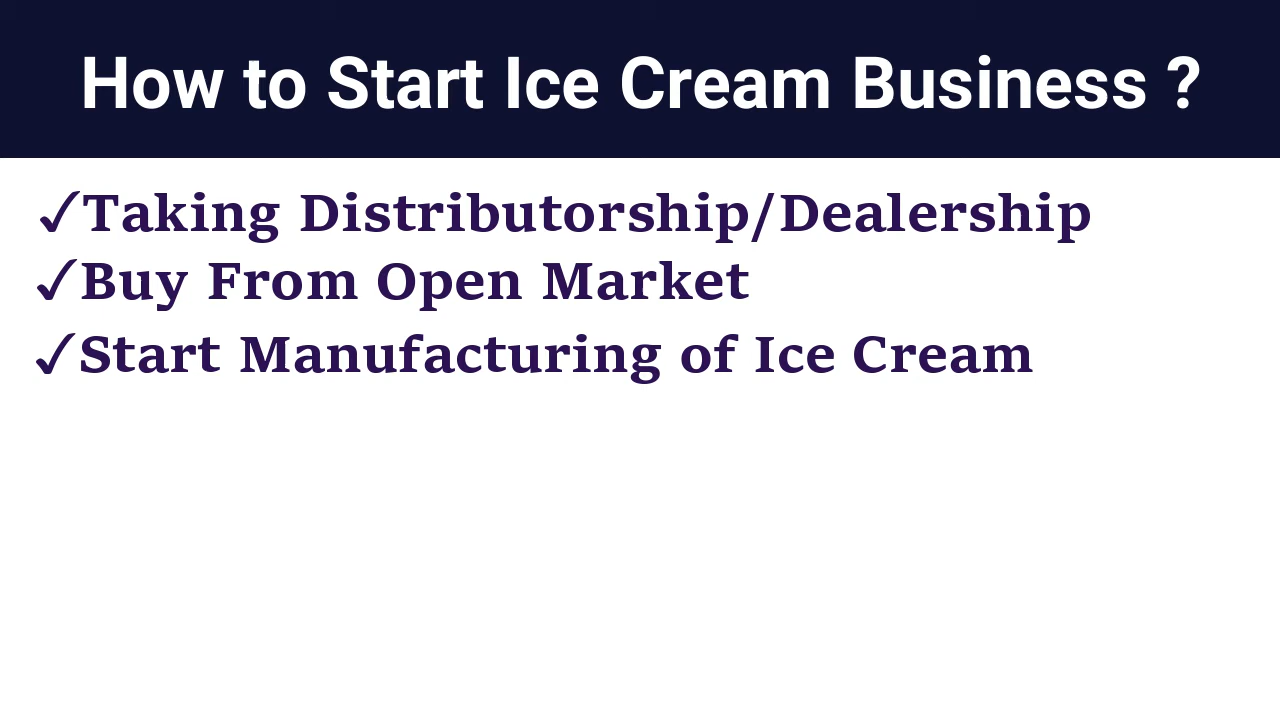 How to Start Ice Cream Business ?
✓Taking Distributorship/Dealership
✓Buy From Open Market
✓Start Manufacturing of Ice Cream